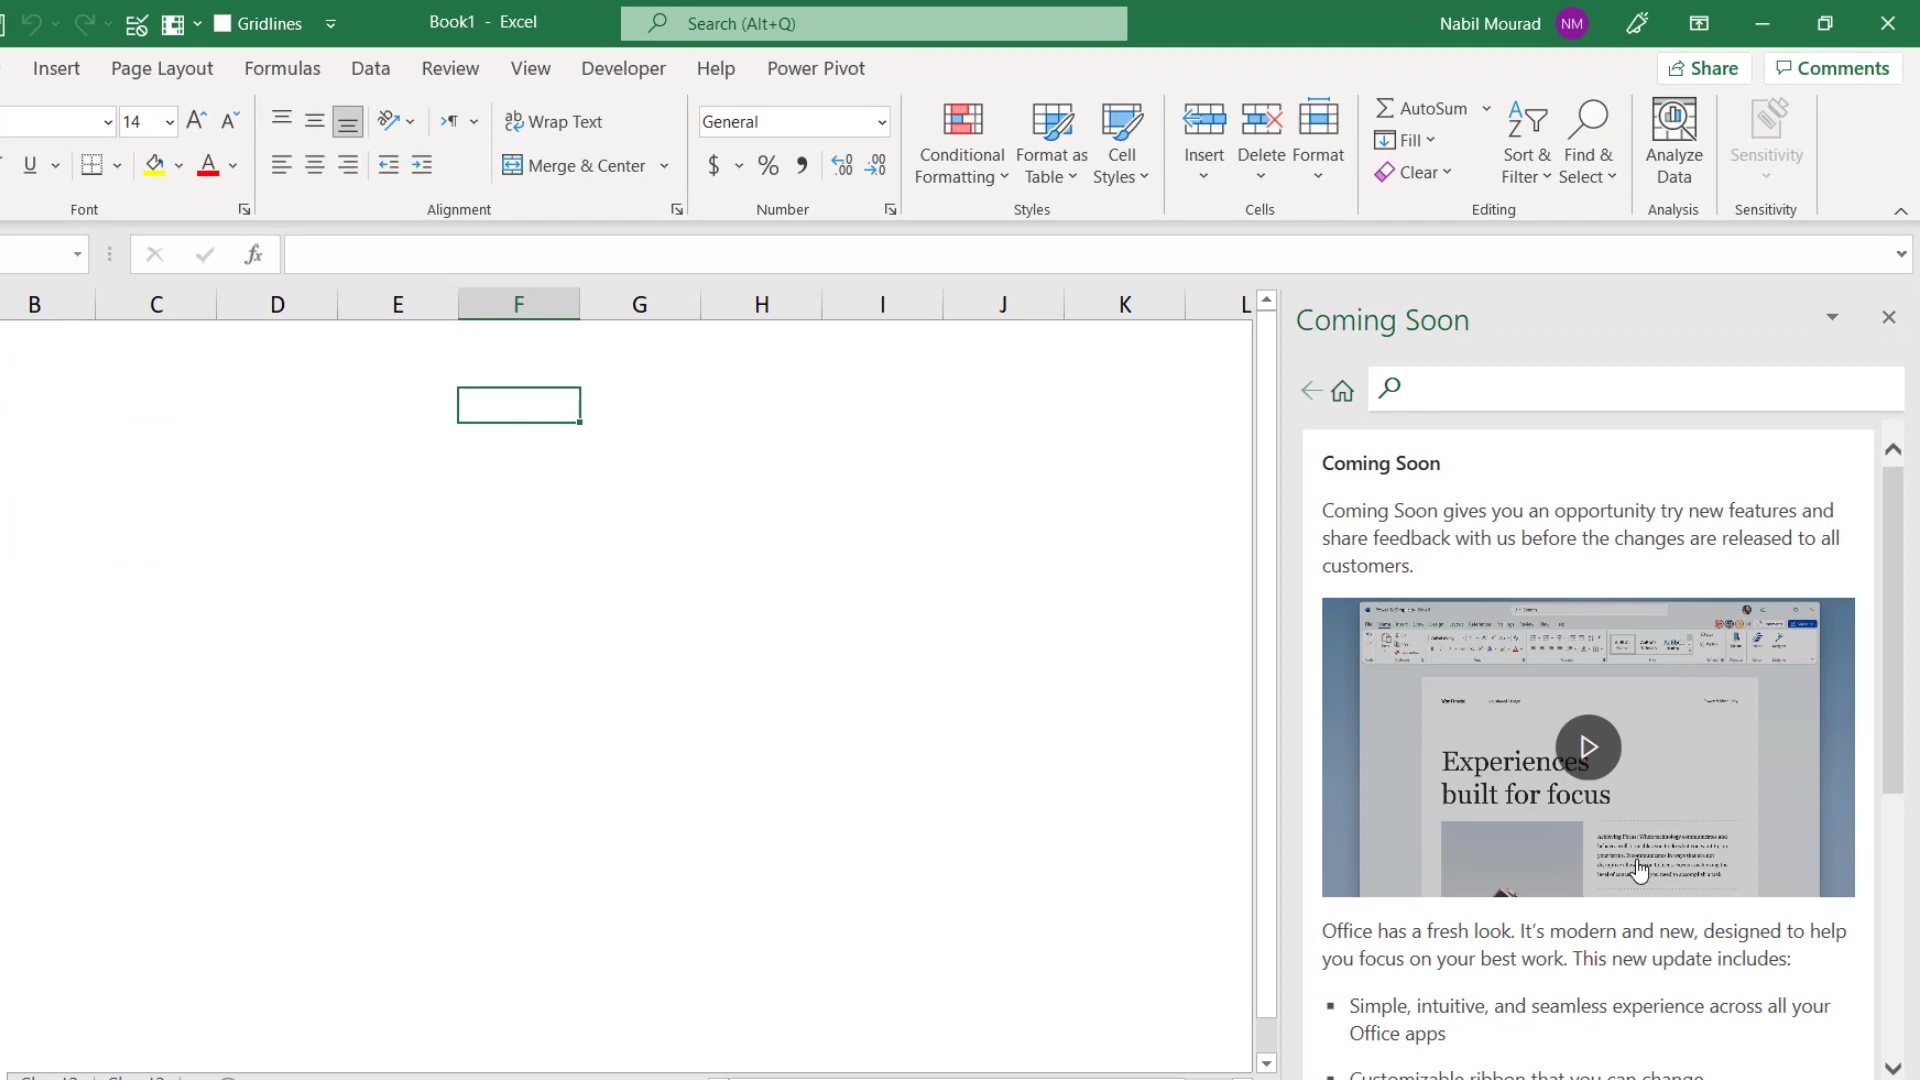 Gridlines
Book1 - Excel
Search (Alt+Q)
Nabil Mourad
NM
Insert
Page Layout
Formulas
Data
Review
View
Developer
Help
Power Pivot
Share
Comments
14
Wrap Text
General
AutoSum
Fill
Clear
U
A
Merge & Center
$
%
Conditional
Formatting
Format as
Table
Cell
Styles
Insert
Delete
Format
Sort &
Filter
Find &
Select
Analyze
Data
Sensitivity
Font
Alignment
Number
Styles
Cells
Editing
Analysis
Sensitivity
fx
B
C
D
E
F
G
H
I
J
K
L
Coming Soon
Coming Soon
Coming Soon gives you an opportunity try new features and
share feedback with us before the changes are released to all
customers.
Experiences
built for focus
Office has a fresh look. It's modern and new, designed to help
you focus on your best work. This new update includes:
▪ Simple, intuitive, and seamless experience across all your
Office apps
▪ Customizable ribbon that you can change